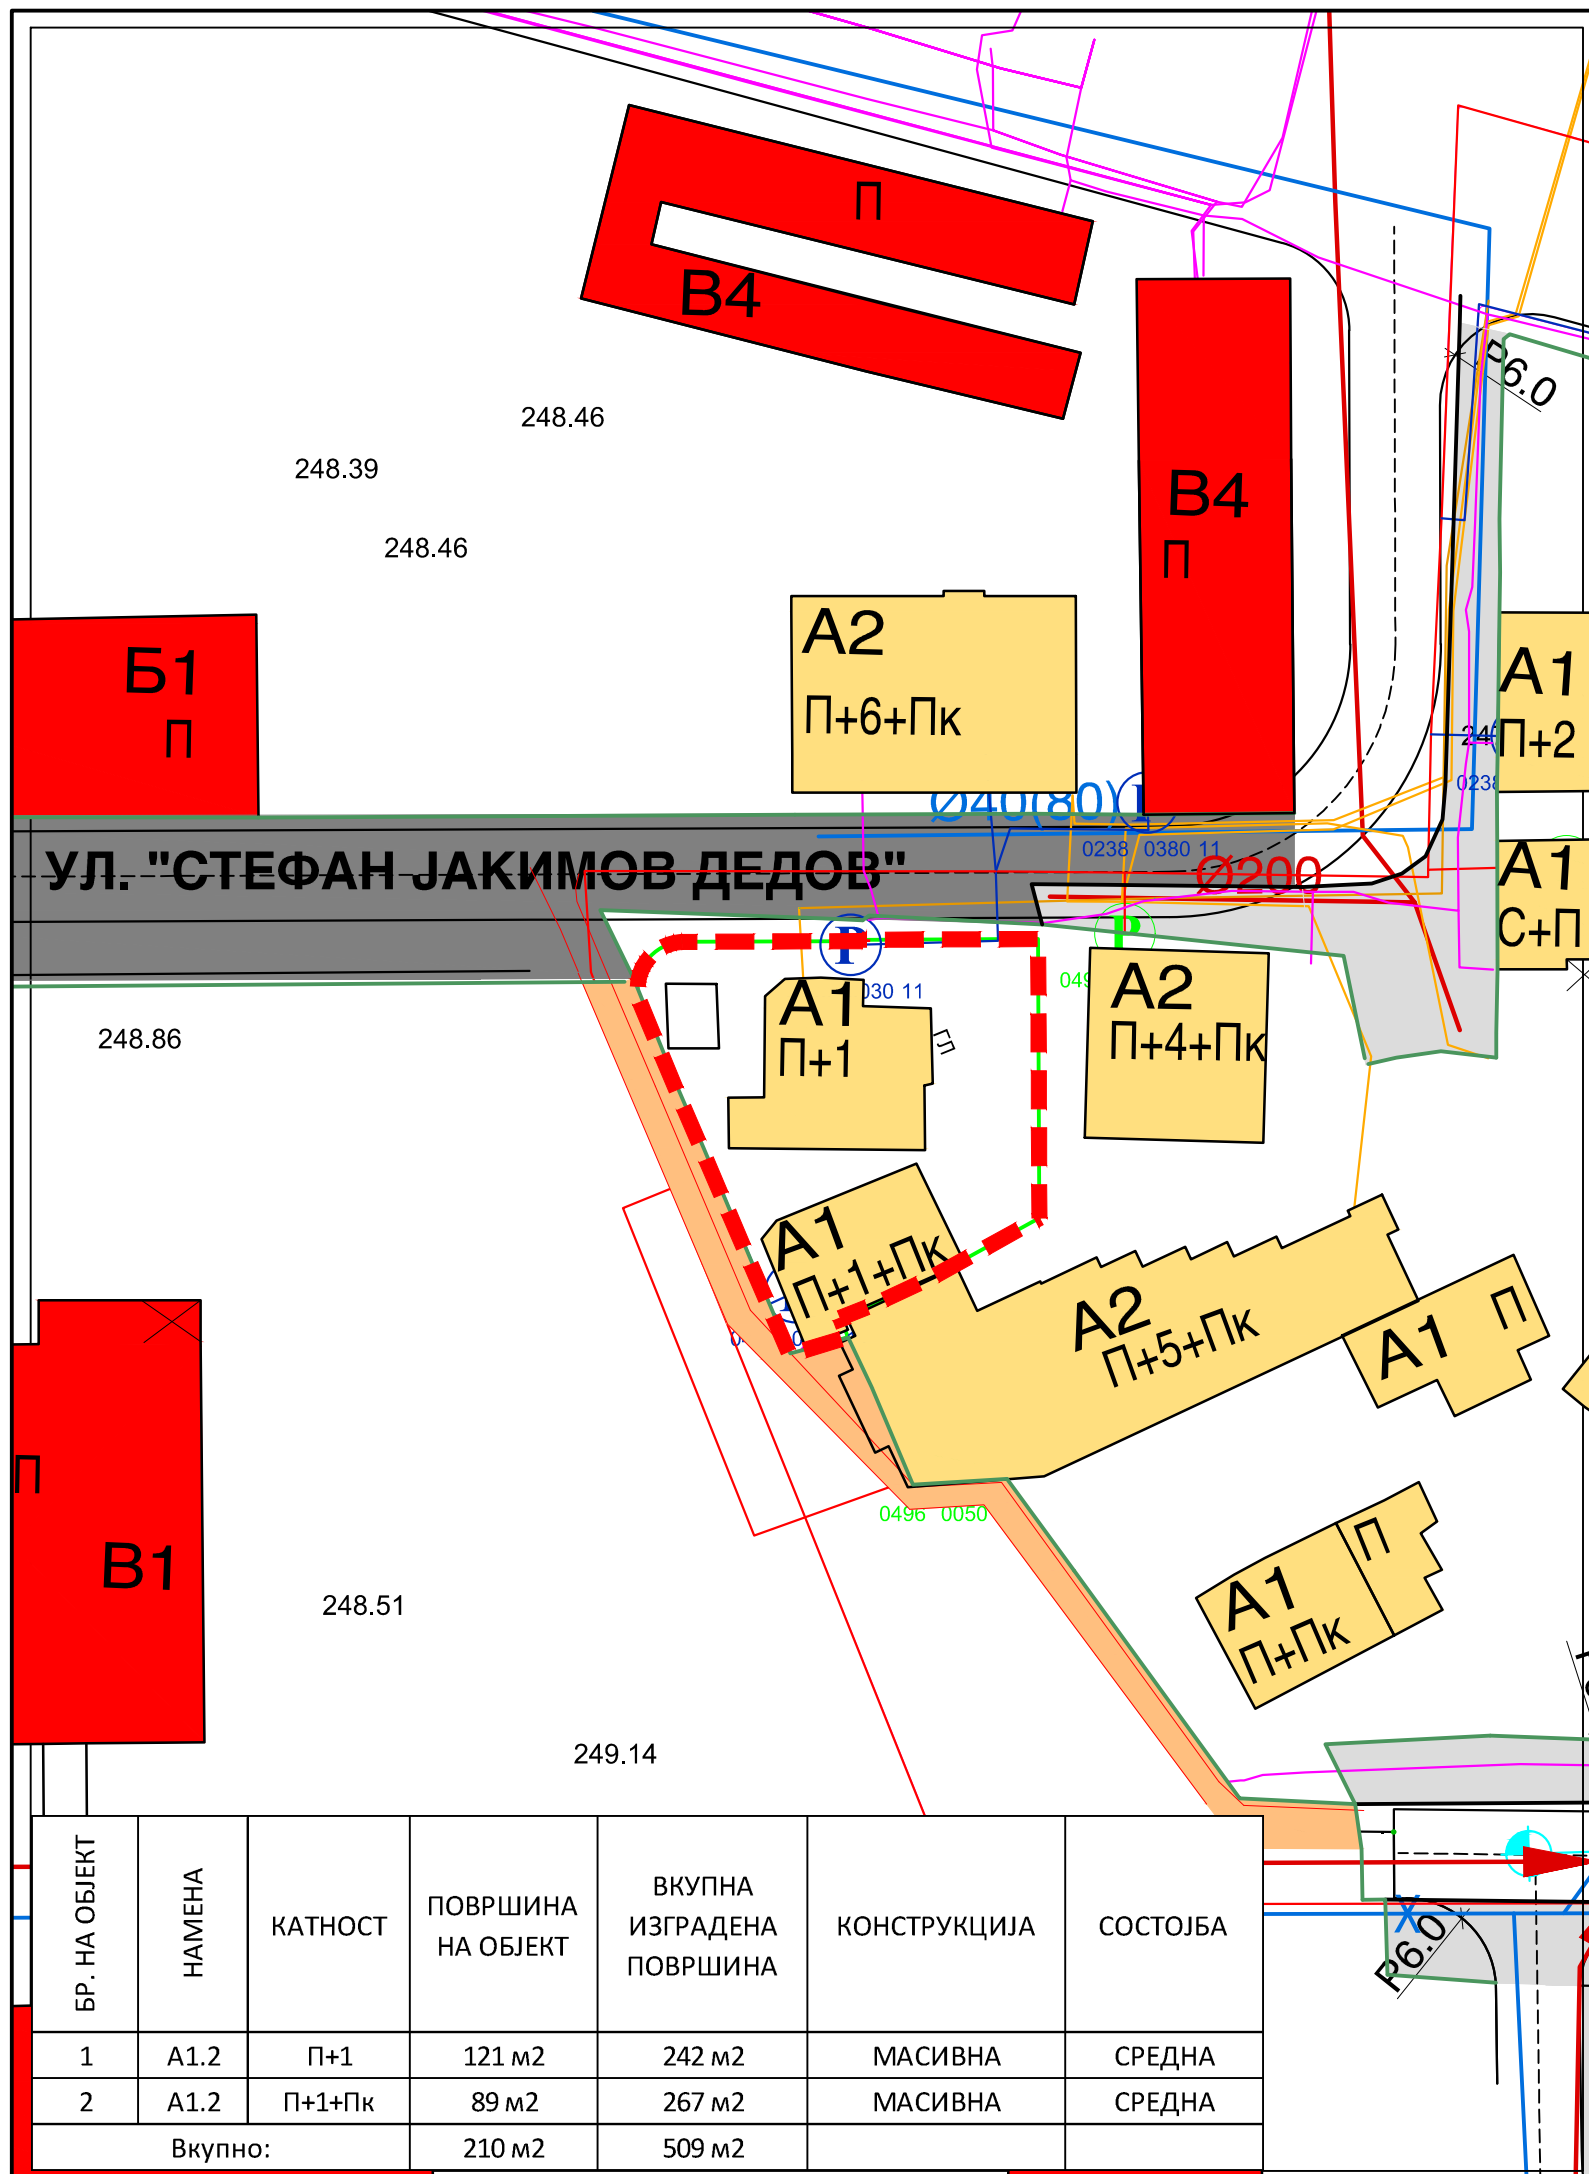 П
В4
Р6.0
248.46
248.39
В4
П
248.46
А2
П+6+Пк
Б1
П
А1
П+2
Ø40(80)
0238 0380 11
УЛ. "СТЕФАН ЈАКИМОВ ДЕДОВ"
Ø200
А1
С+П
Р
Р
030 11
А2
П+4+Пк
А1
П+1
ГЛ
248.86
А1
П+1+Пк
А2
П+5+Пк
А1
П
П
В1
0496 0050
248.51
А1
П+Пк
П
249.14
БР. НА ОБЈЕКТ
НАМЕНА
КАТНОСТ
ПОВРШИНА
НА ОБЈЕКТ
ВКУПНА
ИЗГРАДЕНА
ПОВРШИНА
КОНСТРУКЦИЈА
СОСТОЈБА
Х
Р6.0
1 А1.2 П+1 121 м2 242 м2 МАСИВНА СРЕДНА
2 А1.2 П+1+Пк 89 м2 267 м2 МАСИВНА СРЕДНА
Вкупно: 210 м2 509 м2